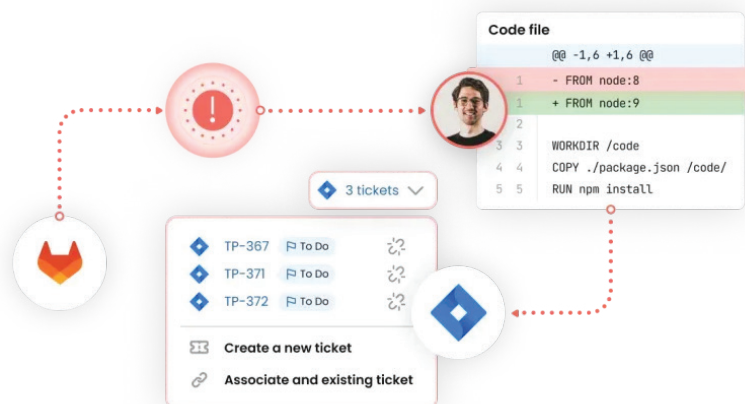 Code file
@@ -1,6 +1,6 @@
1 - FROM node:8
1 + FROM node:9
2
3 3 WORKDIR /code
4 4 COPY ./package.json /code/
5 5 RUN npm install
3 tickets
TP-367 To Do
TP-371 To Do
TP-372 To Do
Create a new ticket
Associate and existing ticket